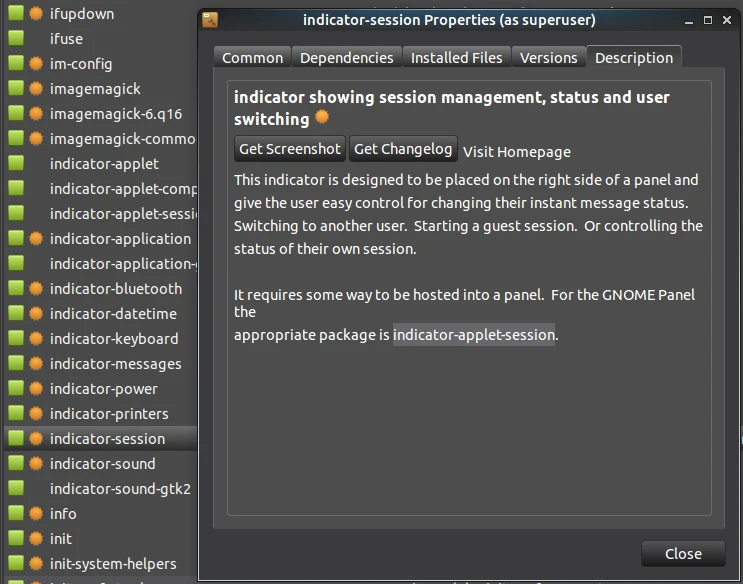 ifupdown
ifuse
im-config
imagemagick
imagemagick-6.q16
imagemagick-commo
indicator-applet
indicator-applet-comp
indicator-applet-sessi
indicator-application
indicator-application-
indicator-bluetooth
indicator-datetime
indicator-keyboard
indicator-messages
indicator-power
indicator-printers
indicator-session
indicator-sound
indicator-sound-gtk2
info
init
init-system-helpers
indicator-session Properties (as superuser)
Common Dependencies Installed Files Versions Description
indicator showing session management, status and user
switching
Get Screenshot Get Changelog Visit Homepage
This indicator is designed to be placed on the right side of a panel and
give the user easy control for changing their instant message status.
Switching to another user.  Starting a guest session.  Or controlling the
status of their own session.
It requires some way to be hosted into a panel.  For the GNOME Panel
the
appropriate package is indicator-applet-session.
Close